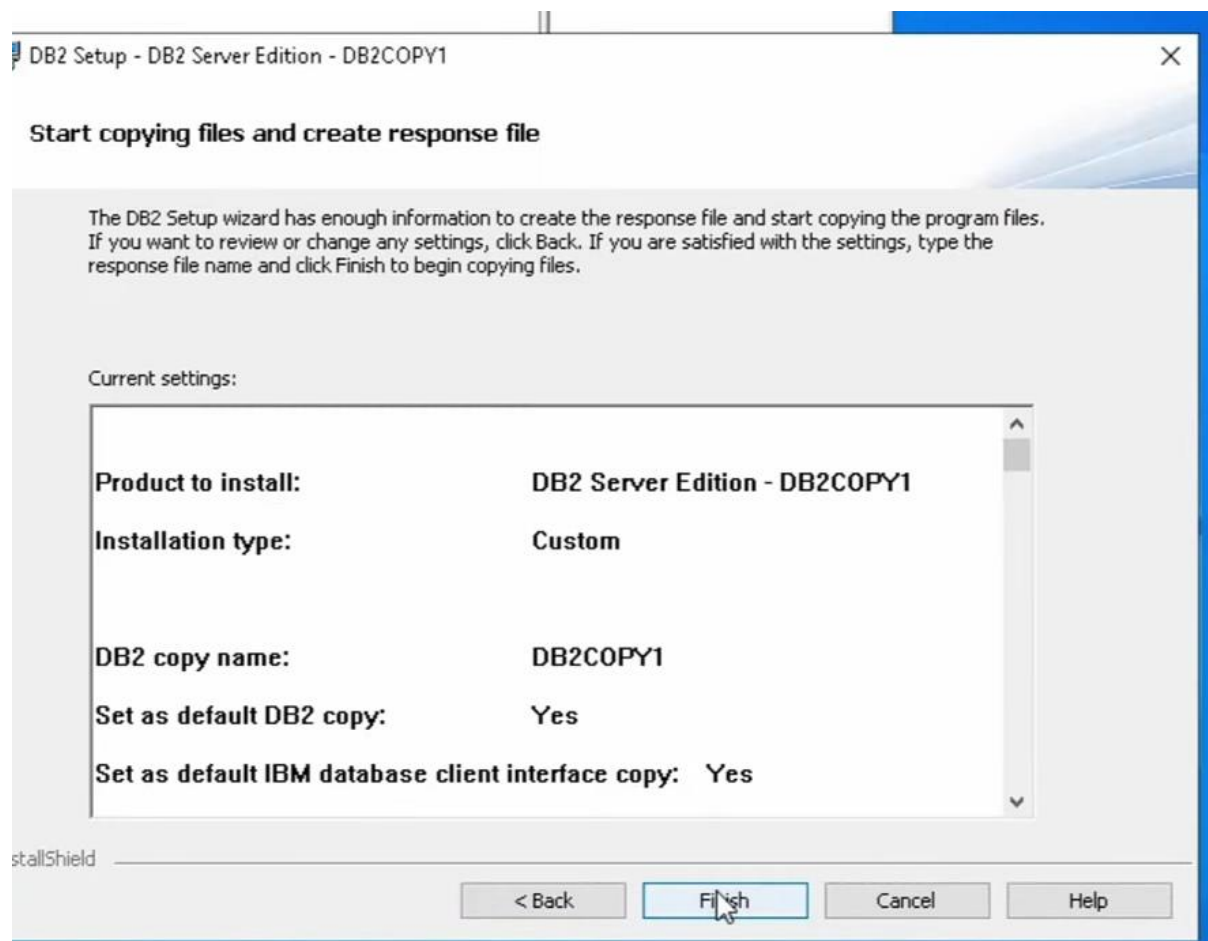 DB2 Setup - DB2 Server Edition - DB2COPY1
Start copying files and create response file
The DB2 Setup wizard has enough information to create the response file and start copying the program files.
If you want to review or change any settings, click Back. If you are satisfied with the settings, type the
response file name and click Finish to begin copying files.
Current settings:
Product to install: DB2 Server Edition - DB2COPY1
Installation type: Custom
DB2 copy name: DB2COPY1
Set as default DB2 copy: Yes
Set as default IBM database client interface copy: Yes
stallShield
< Back Finish Cancel Help